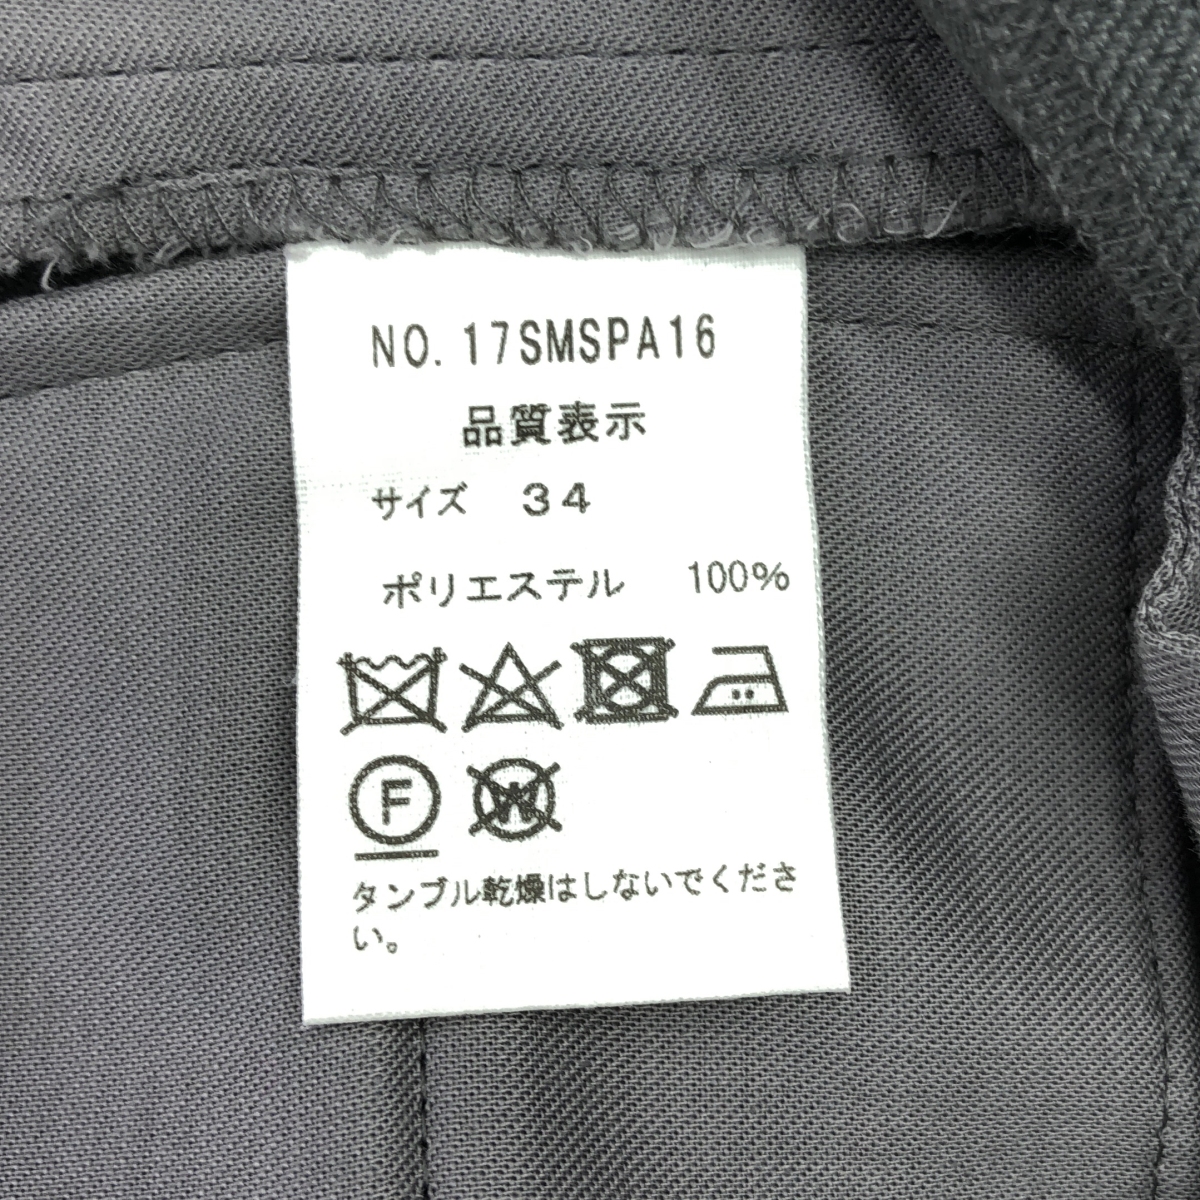 NO.17SMSPA16
品質表示
サイズ 34
ポリエステル 100%
F W
タンブル乾燥はしないでくださ
い。